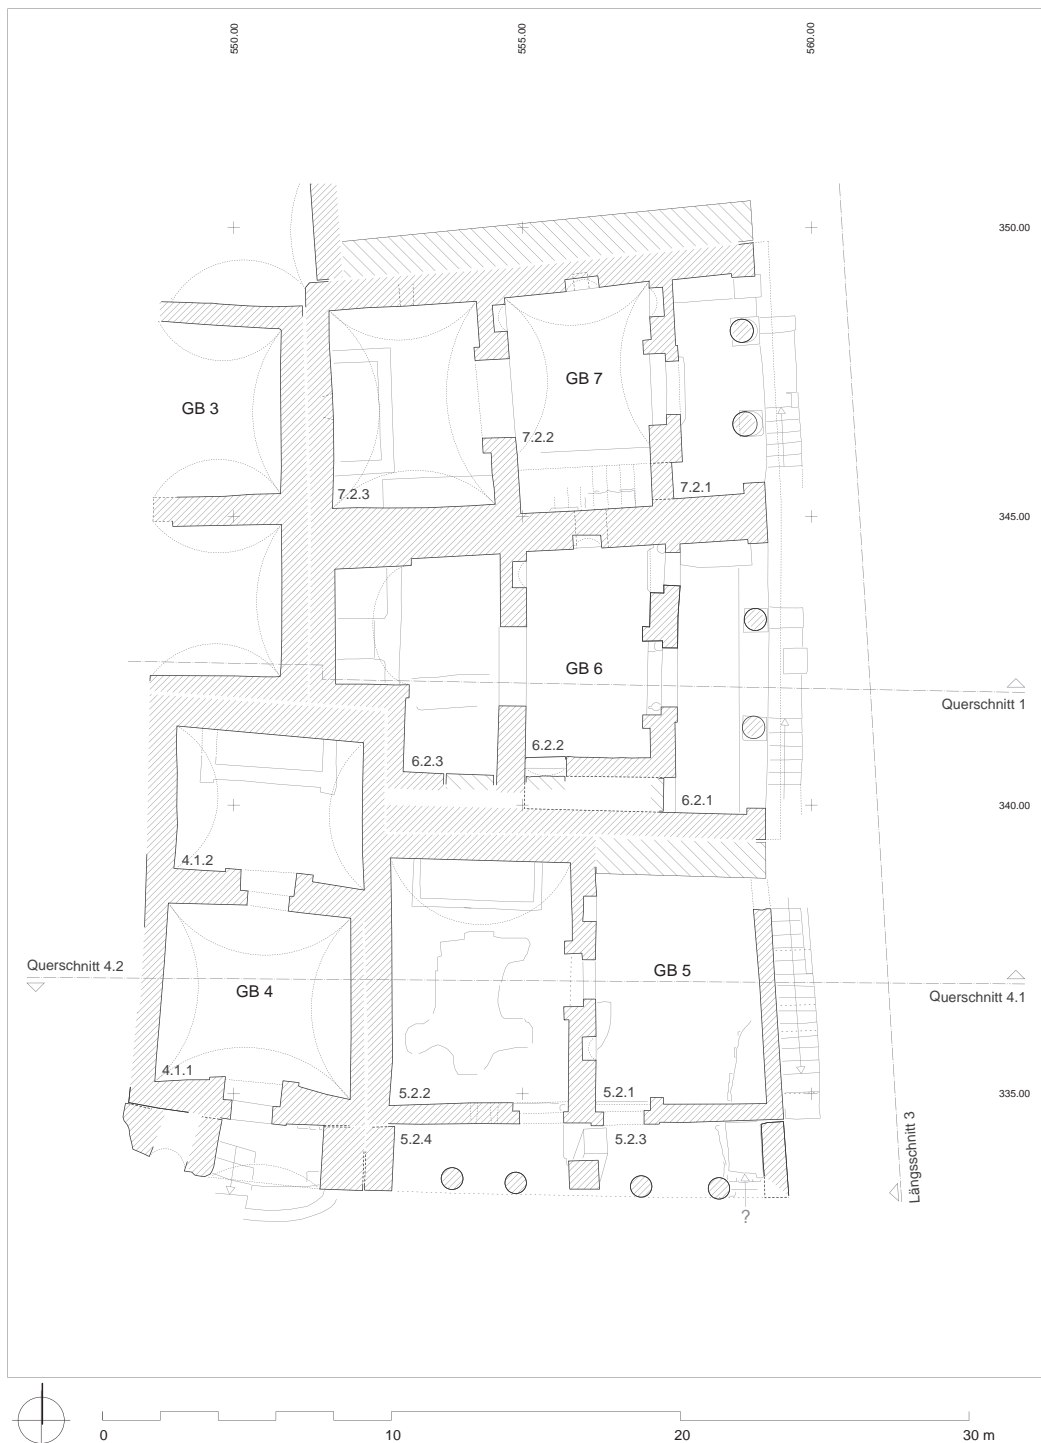 550.00
555.00
560.00
350.00
GB 3
GB 7
7.2.2
7.2.3
7.2.1
345.00
GB 6
Querschnitt 1
6.2.2
6.2.3
6.2.1
340.00
4.1.2
Querschnitt 4.2
GB 4
GB 5
Querschnitt 4.1
4.1.1
5.2.2
5.2.1
335.00
5.2.4
5.2.3
Längsschnitt 3
?
0
10
20
30 m